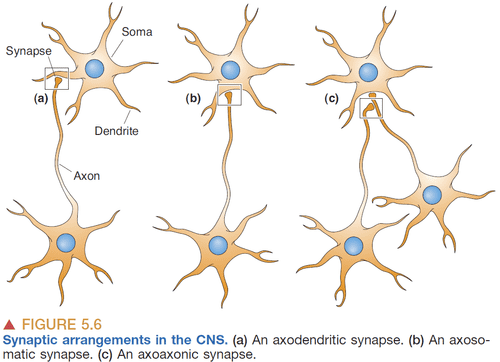 Soma
Synapse
(a)
(b)
(c)
Dendrite
Axon
▲ FIGURE 5.6
Synaptic arrangements in the CNS. (a) An axodendritic synapse. (b) An axoso-
matic synapse. (c) An axoaxonic synapse.